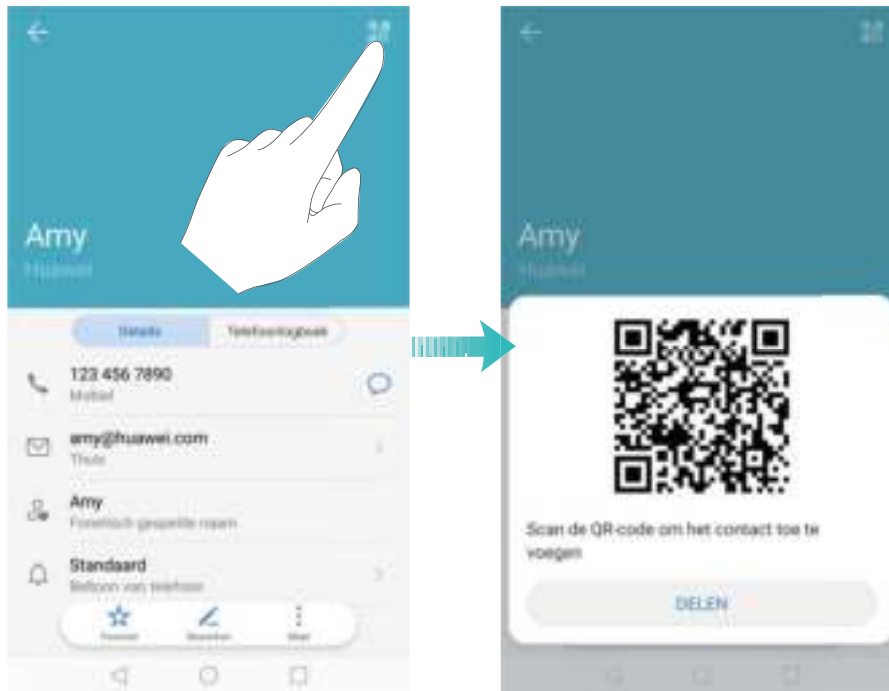 Amy
Huawei
Details
Telefoonlogboek
123 456 7890
Mobiel
amy@huawei.com
Thuis
Amy
Fonetisch gespelde naam
Standaard
Beltoon van telefoon
Favoriet
Bewerken
Meer
Amy
Huawei
Scan de QR-code om het contact toe te
voegen
DELEN